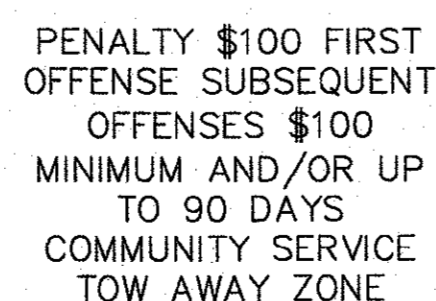 PENALTY $100 FIRST
OFFENSE SUBSEQUENT
OFFENSES $100
MINIMUM AND/OR UP
TO 90 DAYS
COMMUNITY SERVICE
TOW AWAY ZONE